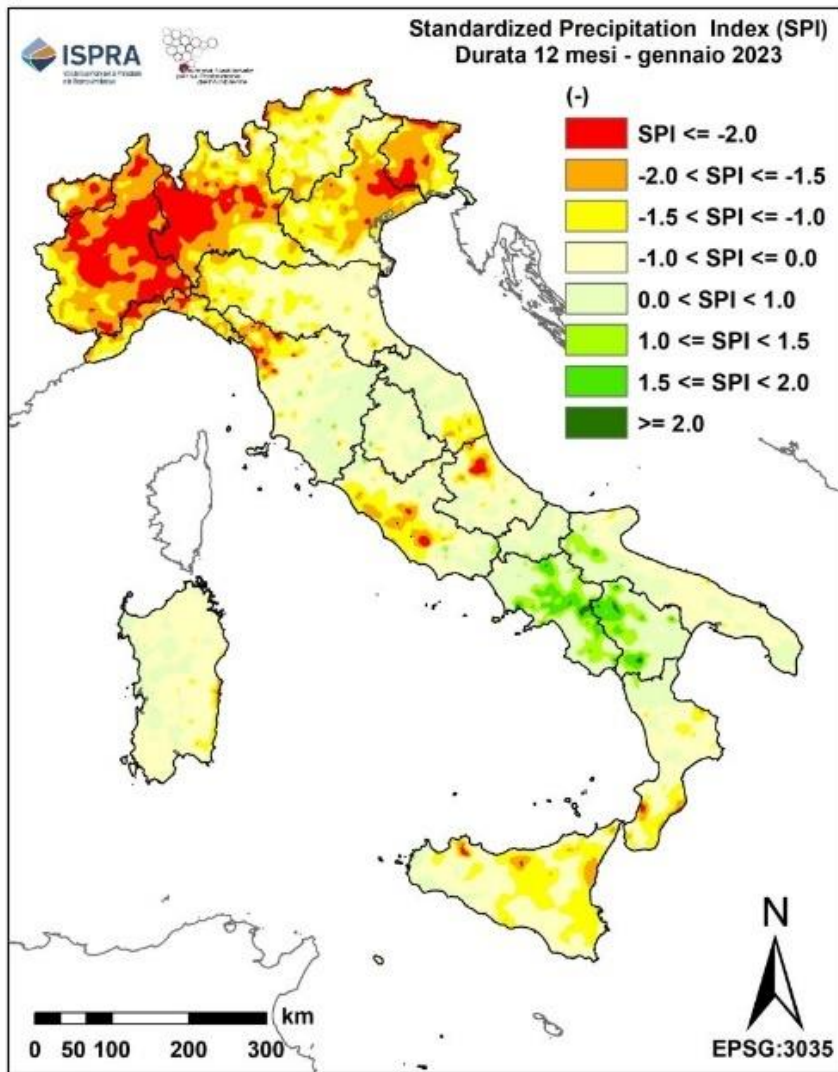 Standardized Precipitation Index (SPI)
Durata 12 mesi - gennaio 2023
ISPRA
(-)
SPI <= -2.0
-2.0 < SPI <= -1.5
-1.5 < SPI <= -1.0
-1.0 < SPI <= 0.0
0.0 < SPI < 1.0
1.0 <= SPI < 1.5
1.5 <= SPI < 2.0
>= 2.0
N
km
0 50 100 200 300
EPSG:3035